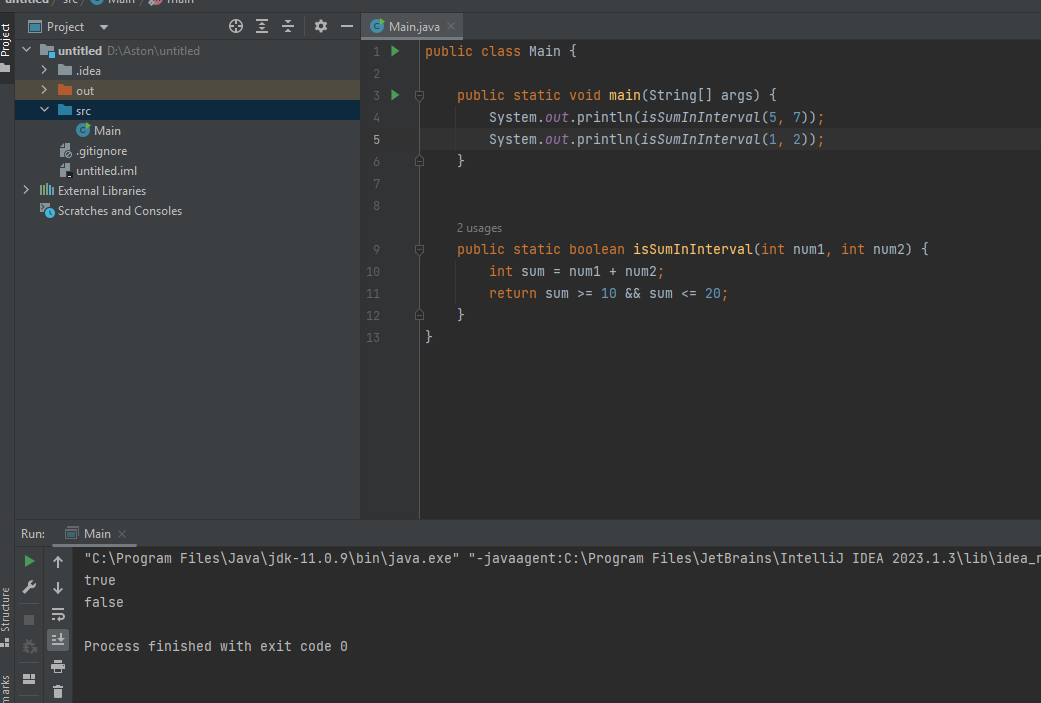 untitled src Main main
Project
Project
untitled D:\Aston\untitled
.idea
out
src
Main
.gitignore
untitled.iml
External Libraries
Scratches and Consoles
Main.java
1 public class Main {
2
3 public static void main(String[] args) {
4 System.out.println(isSumInInterval(5, 7));
5 System.out.println(isSumInInterval(1, 2));
6 }
7
8
2 usages
9 public static boolean isSumInInterval(int num1, int num2) {
10 int sum = num1 + num2;
11 return sum >= 10 && sum <= 20;
12 }
13 }
Run: Main
"C:\Program Files\Java\jdk-11.0.9\bin\java.exe" "-javaagent:C:\Program Files\JetBrains\IntelliJ IDEA 2023.1.3\lib\idea_r
true
false
Process finished with exit code 0
Structure
marks